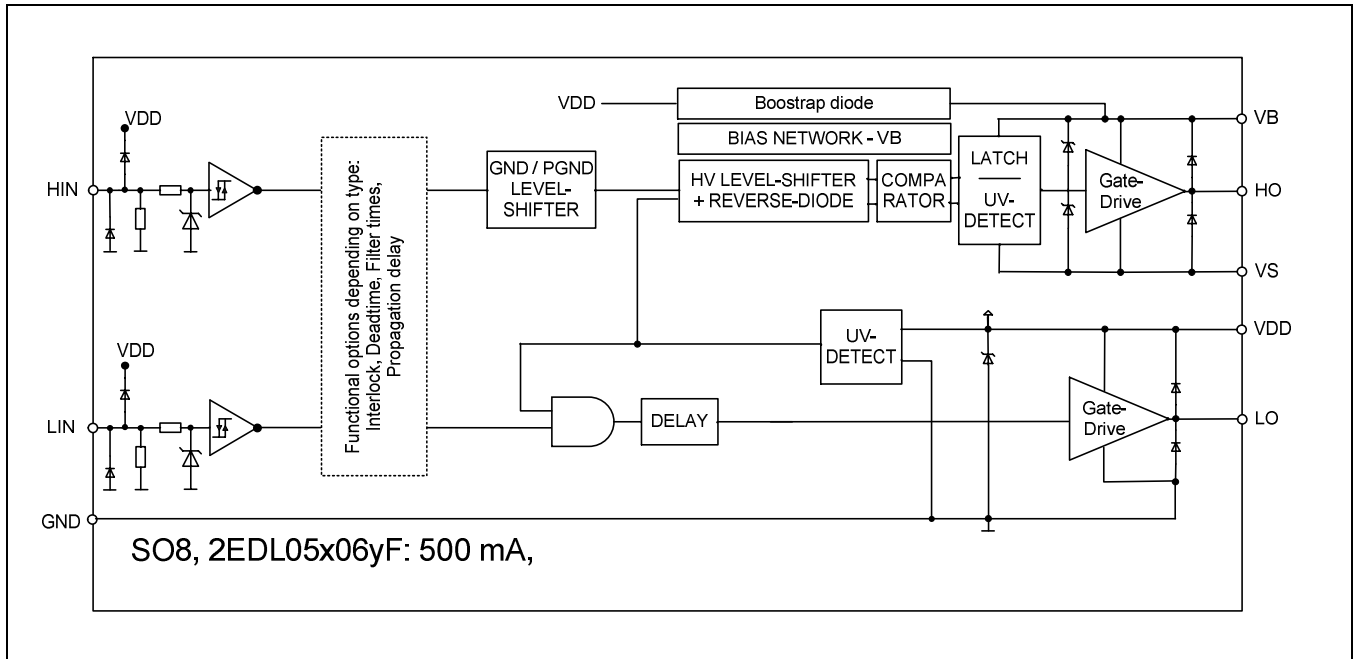 VDD
Boostrap diode
VB
VDD
BIAS NETWORK - VB
HIN
GND / PGND
LEVEL-
SHIFTER
HV LEVEL-SHIFTER
+ REVERSE-DIODE
COMPA
RATOR
LATCH
UV-
DETECT
Gate-
Drive
HO
Functional options depending on type:
Interlock, Deadtime, Filter times,
Propagation delay
VS
VDD
UV-
DETECT
VDD
LIN
DELAY
Gate-
Drive
LO
GND
SO8, 2EDL05x06yF: 500 mA,